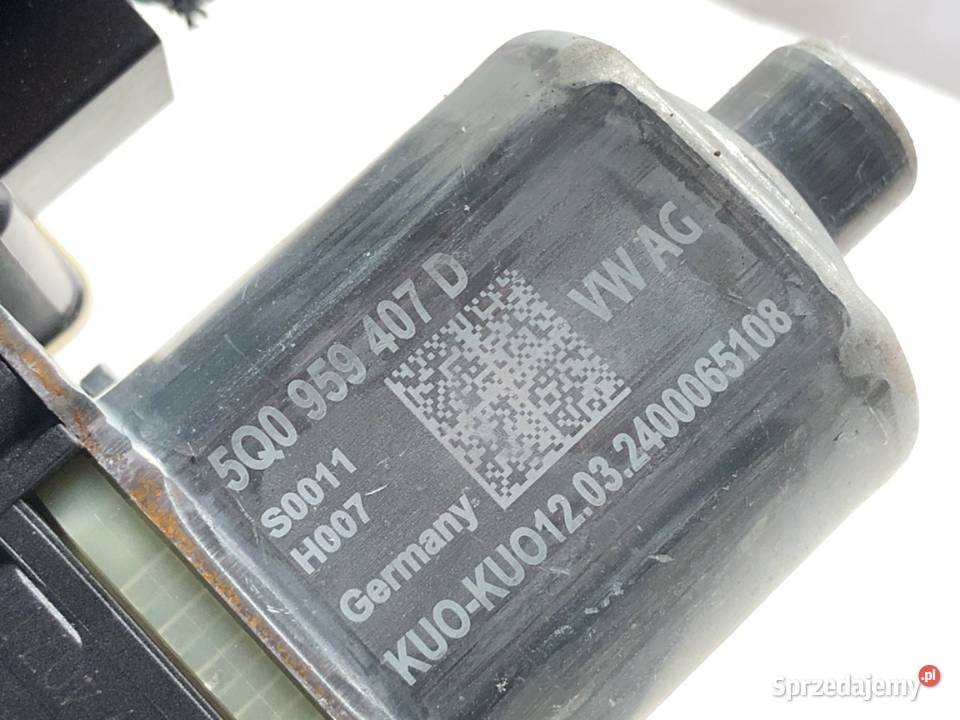 5Q0 959 407 D
S0011
H007
Germany
VW AG
KUO-KUO12.03.2400065108
Sprzedajemy.pl